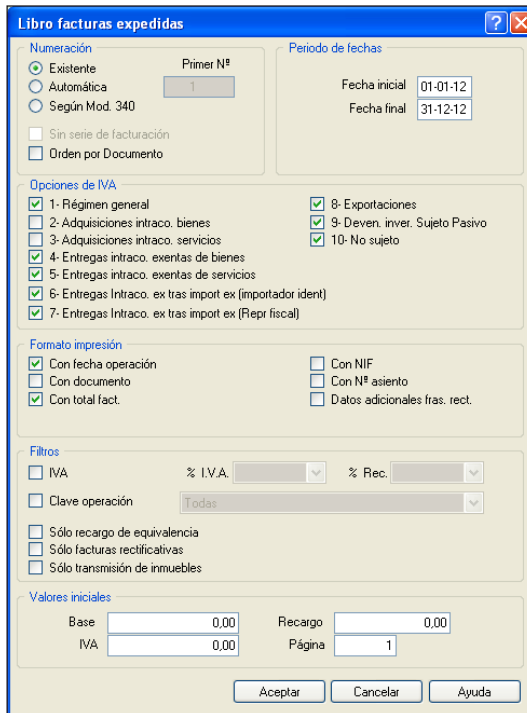 Libro facturas expedidas
Numeración
Existente
Primer Nº
Automática
1
Según Mod. 340
Sin serie de facturación
Orden por Documento
Periodo de fechas
Fecha inicial 01-01-12
Fecha final 31-12-12
Opciones de IVA
1- Régimen general
2- Adquisiciones intraco. bienes
3- Adquisiciones intraco. servicios
4- Entregas intraco. exentas de bienes
5- Entregas intraco. exentas de servicios
6- Entregas Intraco. ex tras import ex (importador ident)
7- Entregas Intraco. ex tras import ex (Repr fiscal)
8- Exportaciones
9- Deven. inver. Sujeto Pasivo
10- No sujeto
Formato impresión
Con fecha operación
Con documento
Con total fact.
Con NIF
Con Nº asiento
Datos adicionales fras. rect.
Filtros
IVA % I.V.A. % Rec.
Clave operación Todas
Sólo recargo de equivalencia
Sólo facturas rectificativas
Sólo transmisión de inmuebles
Valores iniciales
Base 0,00 Recargo 0,00
IVA 0,00 Página 1
Aceptar Cancelar Ayuda